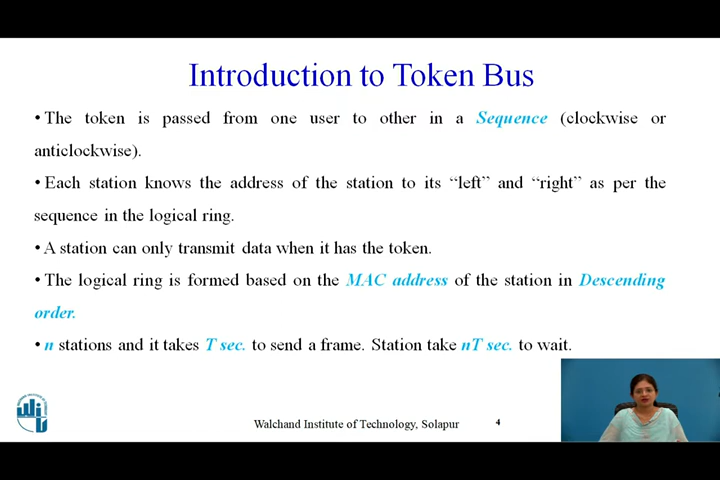 Introduction to Token Bus
• The token is passed from one user to other in a Sequence (clockwise or
anticlockwise).
• Each station knows the address of the station to its “left” and “right” as per the
sequence in the logical ring.
• A station can only transmit data when it has the token.
• The logical ring is formed based on the MAC address of the station in Descending
order.
• n stations and it takes T sec. to send a frame. Station take nT sec. to wait.
Walchand Institute of Technology, Solapur
4